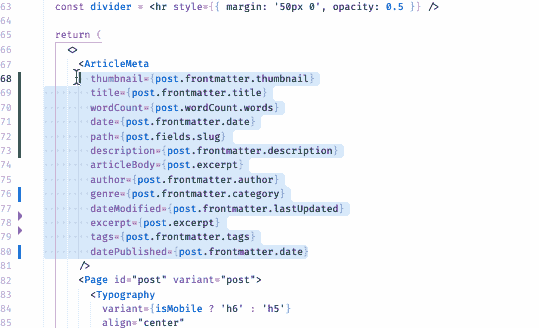 63 const divider = <hr style={{ margin: '50px 0', opacity: 0.5 }} />
64
65 return (
66 <>
67 <ArticleMeta
68 thumbnail={post.frontmatter.thumbnail}
69 title={post.frontmatter.title}
70 wordCount={post.wordCount.words}
71 date={post.frontmatter.date}
72 path={post.fields.slug}
73 description={post.frontmatter.description}
74 articleBody={post.excerpt}
75 author={post.frontmatter.author}
76 genre={post.frontmatter.category}
77 dateModified={post.frontmatter.lastUpdated}
78 excerpt={post.excerpt}
79 tags={post.frontmatter.tags}
80 datePublished={post.frontmatter.date}
81 />
82 <Page id="post" variant="post">
83 <Typography
84 variant={isMobile ? 'h6' : 'h5'}
85 align="center"